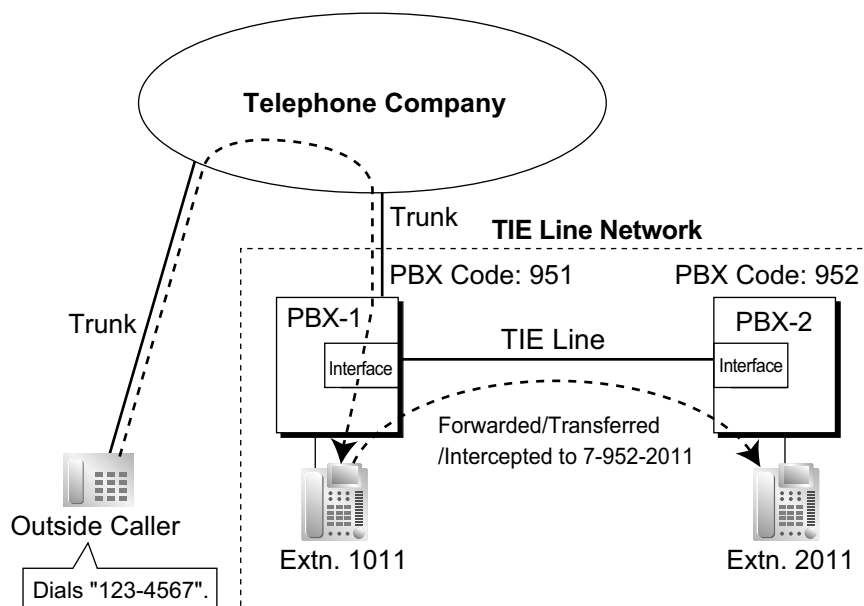 Telephone Company
Trunk
TIE Line Network
PBX Code: 951
PBX Code: 952
Trunk
PBX-1
PBX-2
TIE Line
Interface
Interface
Forwarded/Transferred
/Intercepted to 7-952-2011
Outside Caller
Extn. 1011
Extn. 2011
Dials "123-4567".